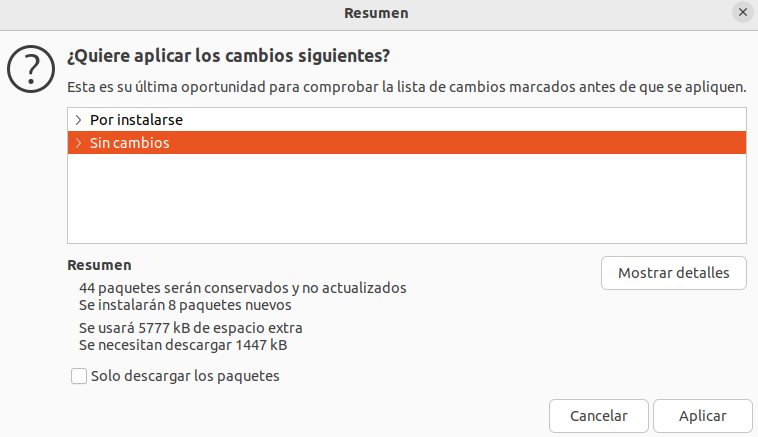 Resumen
¿Quiere aplicar los cambios siguientes?
Esta es su última oportunidad para comprobar la lista de cambios marcados antes de que se apliquen.
Por instalarse
Sin cambios
Resumen
Mostrar detalles
44 paquetes serán conservados y no actualizados
Se instalarán 8 paquetes nuevos
Se usará 5777 kB de espacio extra
Se necesitan descargar 1447 kB
Solo descargar los paquetes
Cancelar
Aplicar